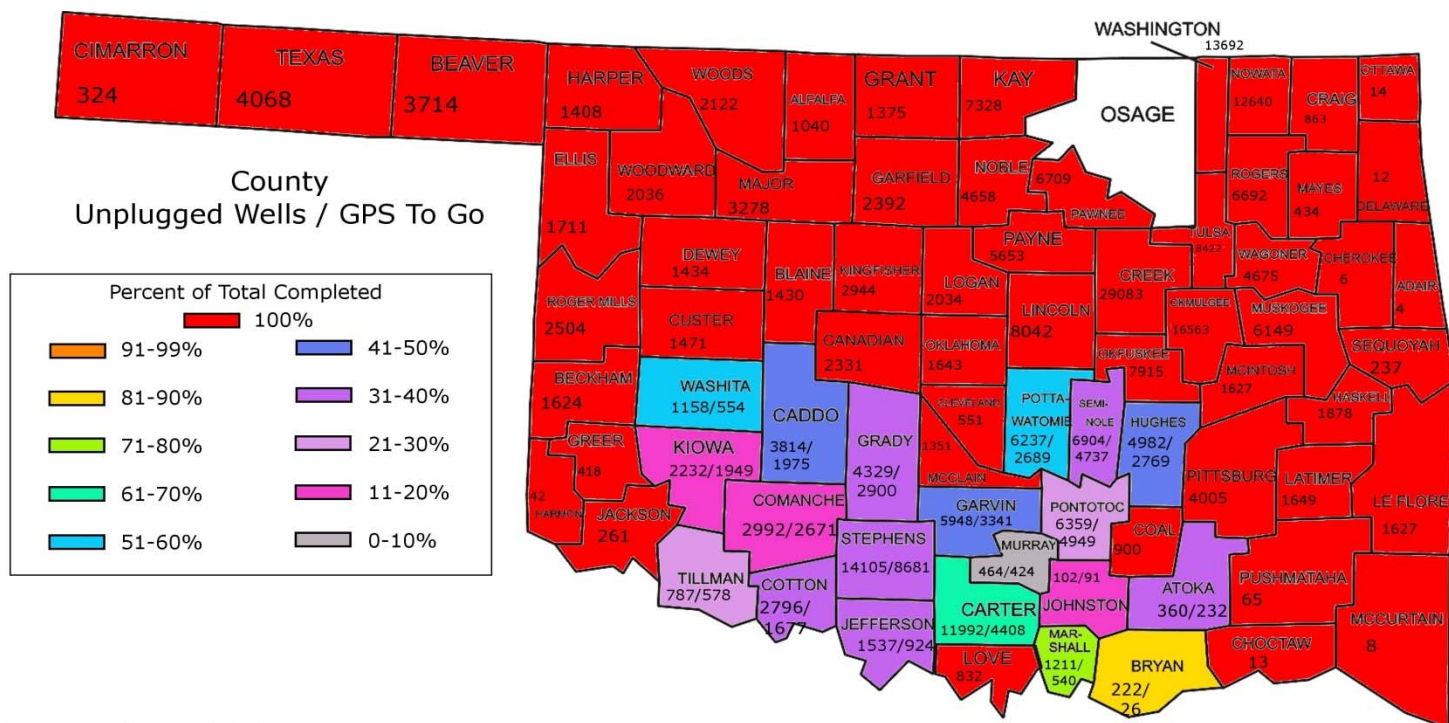 WASHINGTON
13692
CIMARRON
324
TEXAS
4068
BEAVER
3714
HARPER
1408
WOODS
2122
ALFALFA
1040
GRANT
1375
KAY
7328
OSAGE
NOWATA
12640
CRAIG
863
OTTAWA
14
County
Unplugged Wells / GPS To Go
ELLIS
1711
WOODWARD
2036
MAJOR
3278
GARFIELD
2392
NOBLE
4658
6709
PAWNEE
ROGERS
6692
MAYES
434
12
DELAWARE
DEWEY
1434
BLAINE
1430
KINGFISHER
2944
LOGAN
2034
PAYNE
5653
CREEK
29083
TULSA
8422
WAGONER
4675
CHEROKEE
6
ADAIR
4
Percent of Total Completed
100%
91-99%
81-90%
71-80%
61-70%
51-60%
41-50%
31-40%
21-30%
11-20%
0-10%
ROGER MILLS
2504
CUSTER
1471
CANADIAN
2331
OKLAHOMA
1643
LINCOLN
8042
OKFUSKEE
7915
OKMULGEE
16563
MUSKOGEE
6149
MCINTOSH
1627
SEQUOYAH
237
HASKELL
1878
BECKHAM
1624
WASHITA
1158/554
CADDO
3814/
1975
GRADY
4329/
2900
CLEVELAND
551
1351
MCCLAIN
POTTA-
WATOMIE
6237/
2689
SEMI-
NOLE
6904/
4737
HUGHES
4982/
2769
PITTSBURG
4005
LATIMER
1649
LE FLORE
1627
GREER
418
42
HARMON
JACKSON
261
KIOWA
2232/1949
COMANCHE
2992/2671
TILLMAN
787/578
COTTON
2796/
1677
STEPHENS
14105/8681
JEFFERSON
1537/924
GARVIN
5948/3341
MURRAY
464/424
PONTOTOC
6359/
4949
COAL
900
CARTER
11992/4408
LOVE
832
102/91
JOHNSTON
MAR-
SHALL
1211/
540
ATOKA
360/232
BRYAN
222/
26
PUSHMATAHA
65
CHOCTAW
13
MCCURTAIN
8